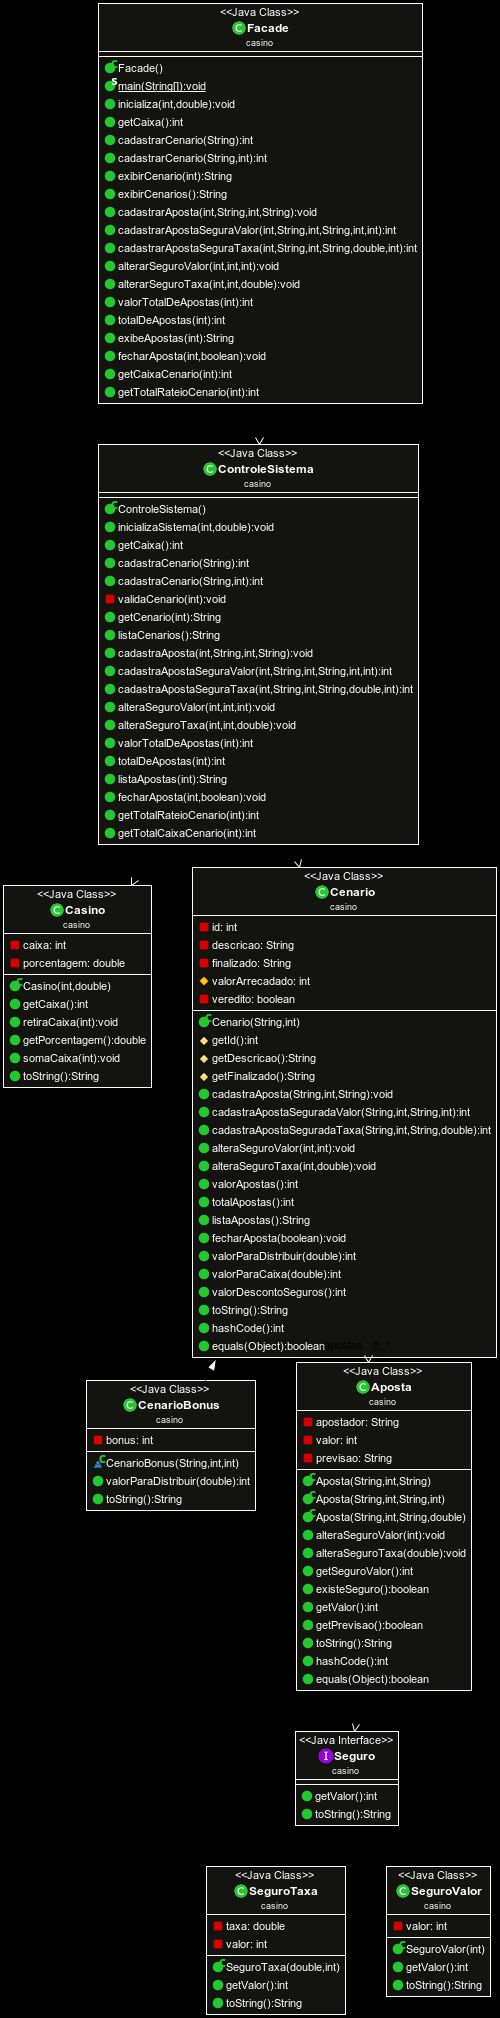 <<Java Class>>
Facade
casino
Facade()
main(String[]):void
inicializa(int,double):void
getCaixa():int
cadastrarCenario(String):int
cadastrarCenario(String,int):int
exibirCenario(int):String
exibirCenarios():String
cadastrarAposta(int,String,int,String):void
cadastrarApostaSeguraValor(int,String,int,String,int,int):int
cadastrarApostaSeguraTaxa(int,String,int,String,double,int):int
alterarSeguroValor(int,int,int):void
alterarSeguroTaxa(int,int,double):void
valorTotalDeApostas(int):int
totalDeApostas(int):int
exibeApostas(int):String
fecharAposta(int,boolean):void
getCaixaCenario(int):int
getTotalRateioCenario(int):int
<<Java Class>>
ControleSistema
casino
ControleSistema()
inicializaSistema(int,double):void
getCaixa():int
cadastraCenario(String):int
cadastraCenario(String,int):int
validaCenario(int):void
getCenario(int):String
listaCenarios():String
cadastraAposta(int,String,int,String):void
cadastraApostaSeguraValor(int,String,int,String,int,int):int
cadastraApostaSeguraTaxa(int,String,int,String,double,int):int
alteraSeguroValor(int,int,int):void
alteraSeguroTaxa(int,int,double):void
valorTotalDeApostas(int):int
totalDeApostas(int):int
listaApostas(int):String
fecharAposta(int,boolean):void
getTotalRateioCenario(int):int
getTotalCaixaCenario(int):int
<<Java Class>>
Casino
casino
caixa: int
porcentagem: double
Casino(int,double)
getCaixa():int
retiraCaixa(int):void
getPorcentagem():double
somaCaixa(int):void
toString():String
<<Java Class>>
Cenario
casino
id: int
descricao: String
finalizado: String
valorArrecadado: int
veredito: boolean
Cenario(String,int)
getId():int
getDescricao():String
getFinalizado():String
cadastraAposta(String,int,String):void
cadastraApostaSeguradaValor(String,int,String,int):int
cadastraApostaSeguradaTaxa(String,int,String,double):int
alteraSeguroValor(int,int):void
alteraSeguroTaxa(int,double):void
valorApostas():int
totalApostas():int
listaApostas():String
fecharAposta(boolean):void
valorParaDistribuir(double):int
valorParaCaixa(double):int
valorDescontoSeguros():int
toString():String
hashCode():int
equals(Object):boolean apostas 0..*
<<Java Class>>
CenarioBonus
casino
bonus: int
CenarioBonus(String,int,int)
valorParaDistribuir(double):int
toString():String
<<Java Class>>
Aposta
casino
apostador: String
valor: int
previsao: String
Aposta(String,int,String)
Aposta(String,int,String,int)
Aposta(String,int,String,double)
alteraSeguroValor(int):void
alteraSeguroTaxa(double):void
getSeguroValor():int
existeSeguro():boolean
getValor():int
getPrevisao():boolean
toString():String
hashCode():int
equals(Object):boolean
<<Java Interface>>
Seguro
casino
getValor():int
toString():String
<<Java Class>>
SeguroTaxa
casino
taxa: double
valor: int
SeguroTaxa(double,int)
getValor():int
toString():String
<<Java Class>>
SeguroValor
casino
valor: int
SeguroValor(int)
getValor():int
toString():String